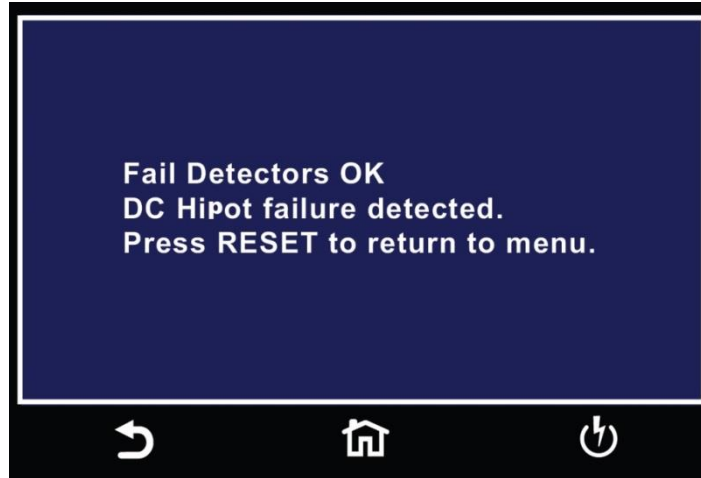 Fail Detectors OK
DC Hipot failure detected.
Press RESET to return to menu.